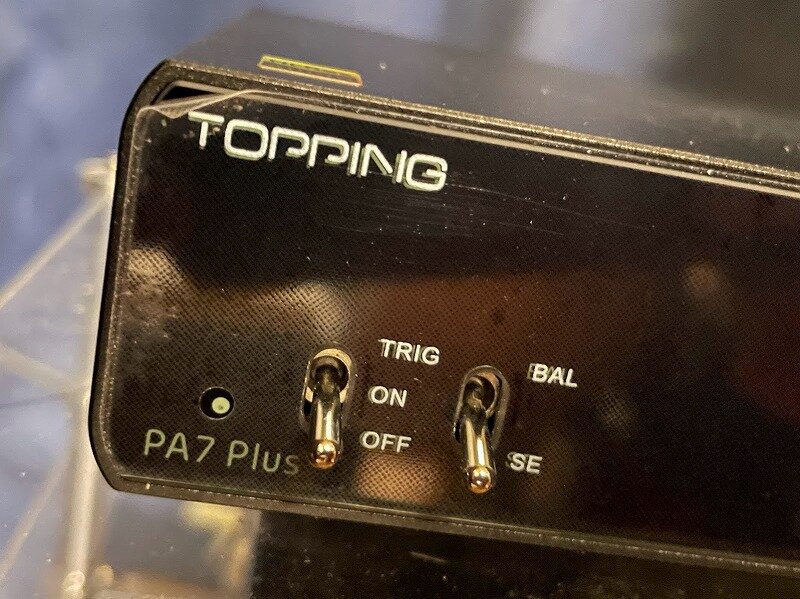 TOPPING
TRIG
ON
OFF
BAL
SE
PA7 Plus